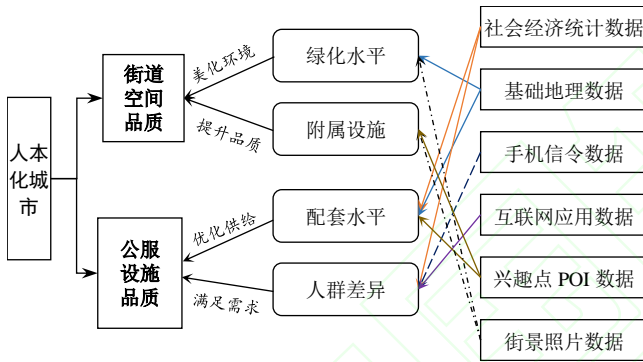 人本
化城
市
街道
空间
品质
公服
设施
品质
美化环境
提升品质
优化供给
满足需求
绿化水平
附属设施
配套水平
人群差异
社会经济统计数据
基础地理数据
手机信令数据
互联网应用数据
兴趣点 POI 数据
街景照片数据